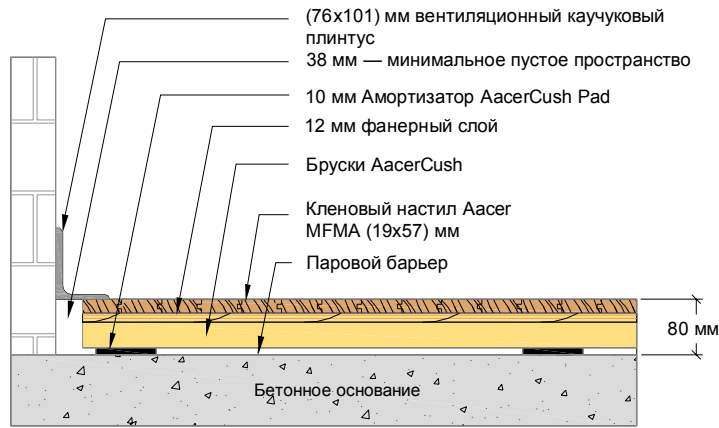 (76x101) мм вентиляционный каучуковый
плинтус
38 мм — минимальное пустое пространство
10 мм Амортизатор AacerCush Pad
12 мм фанерный слой
Бруски AacerCush
Кленовый настил Aacer
MFMA (19x57) мм
Паровой барьер
80 мм
Бетонное основание